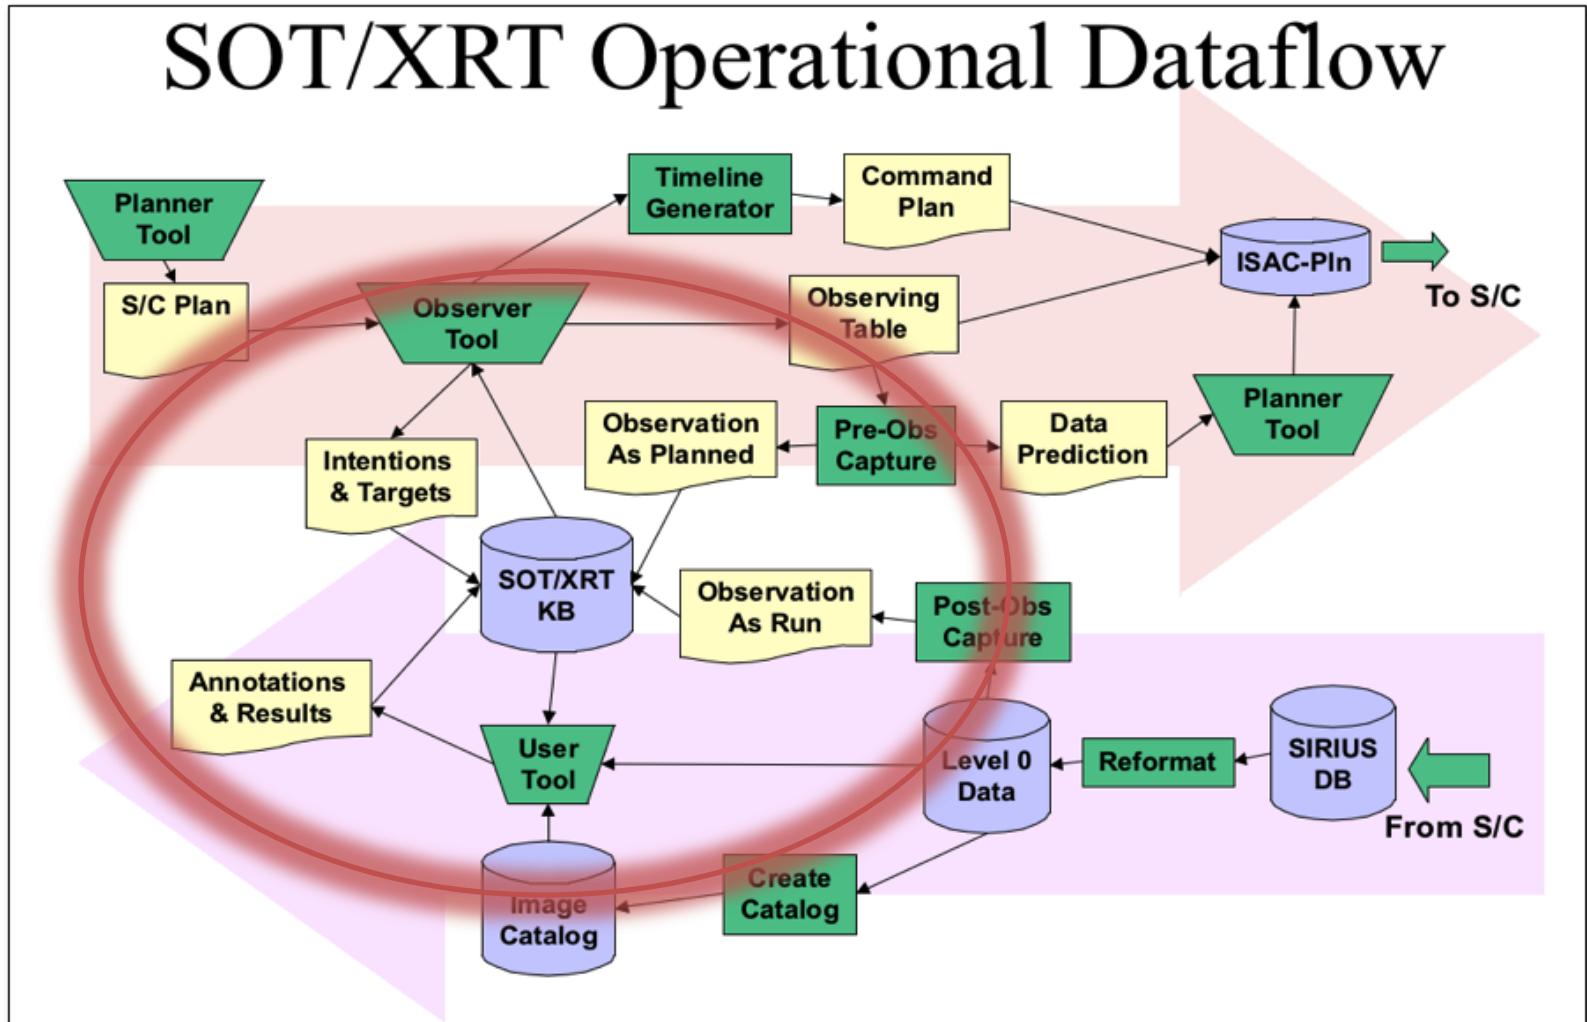 SOT/XRT Operational Dataflow
Planner
Tool
S/C Plan
Observer
Tool
Timeline
Generator
Command
Plan
Observing
Table
ISAC-Pln
To S/C
Intentions
& Targets
Observation
As Planned
Pre-Obs
Capture
Data
Prediction
Planner
Tool
SOT/XRT
KB
Observation
As Run
Post-Obs
Capture
Annotations
& Results
User
Tool
Level 0
Data
Reformat
SIRIUS
DB
From S/C
Image
Catalog
Create
Catalog